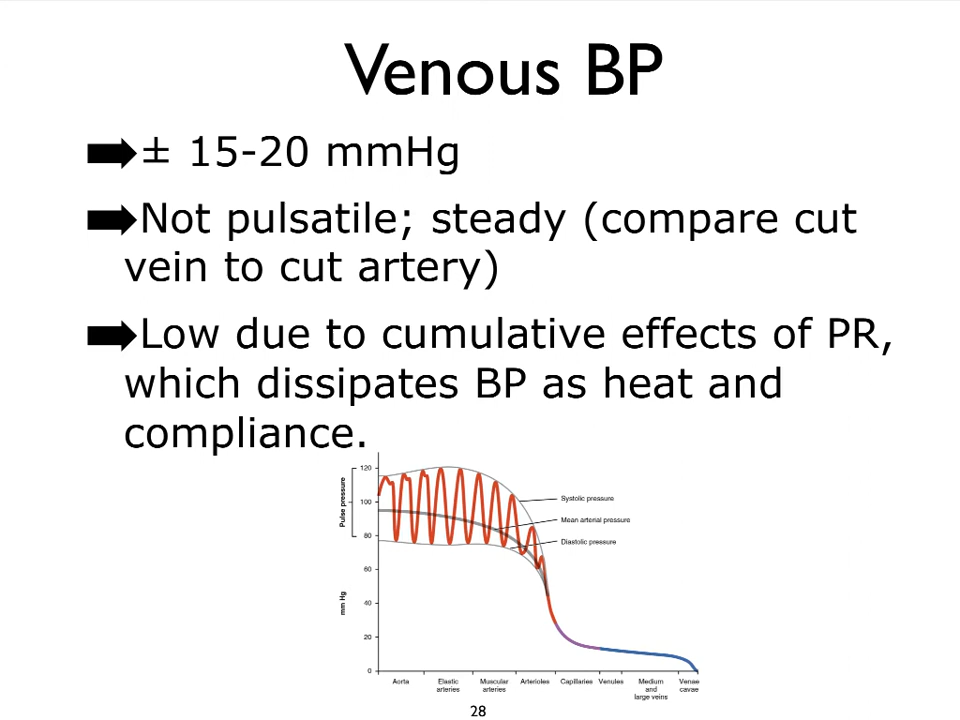 Venous BP
± 15-20 mmHg
Not pulsatile; steady (compare cut
vein to cut artery)
Low due to cumulative effects of PR,
which dissipates BP as heat and
compliance.
Pulse pressure
mm Hg
120
100
80
60
40
20
0
Systolic pressure
Mean arterial pressure
Diastolic pressure
Aorta
Elastic
arteries
Muscular
arteries
Arterioles
Capillaries
Venules
Medium
and
large veins
Venae
cavae
28